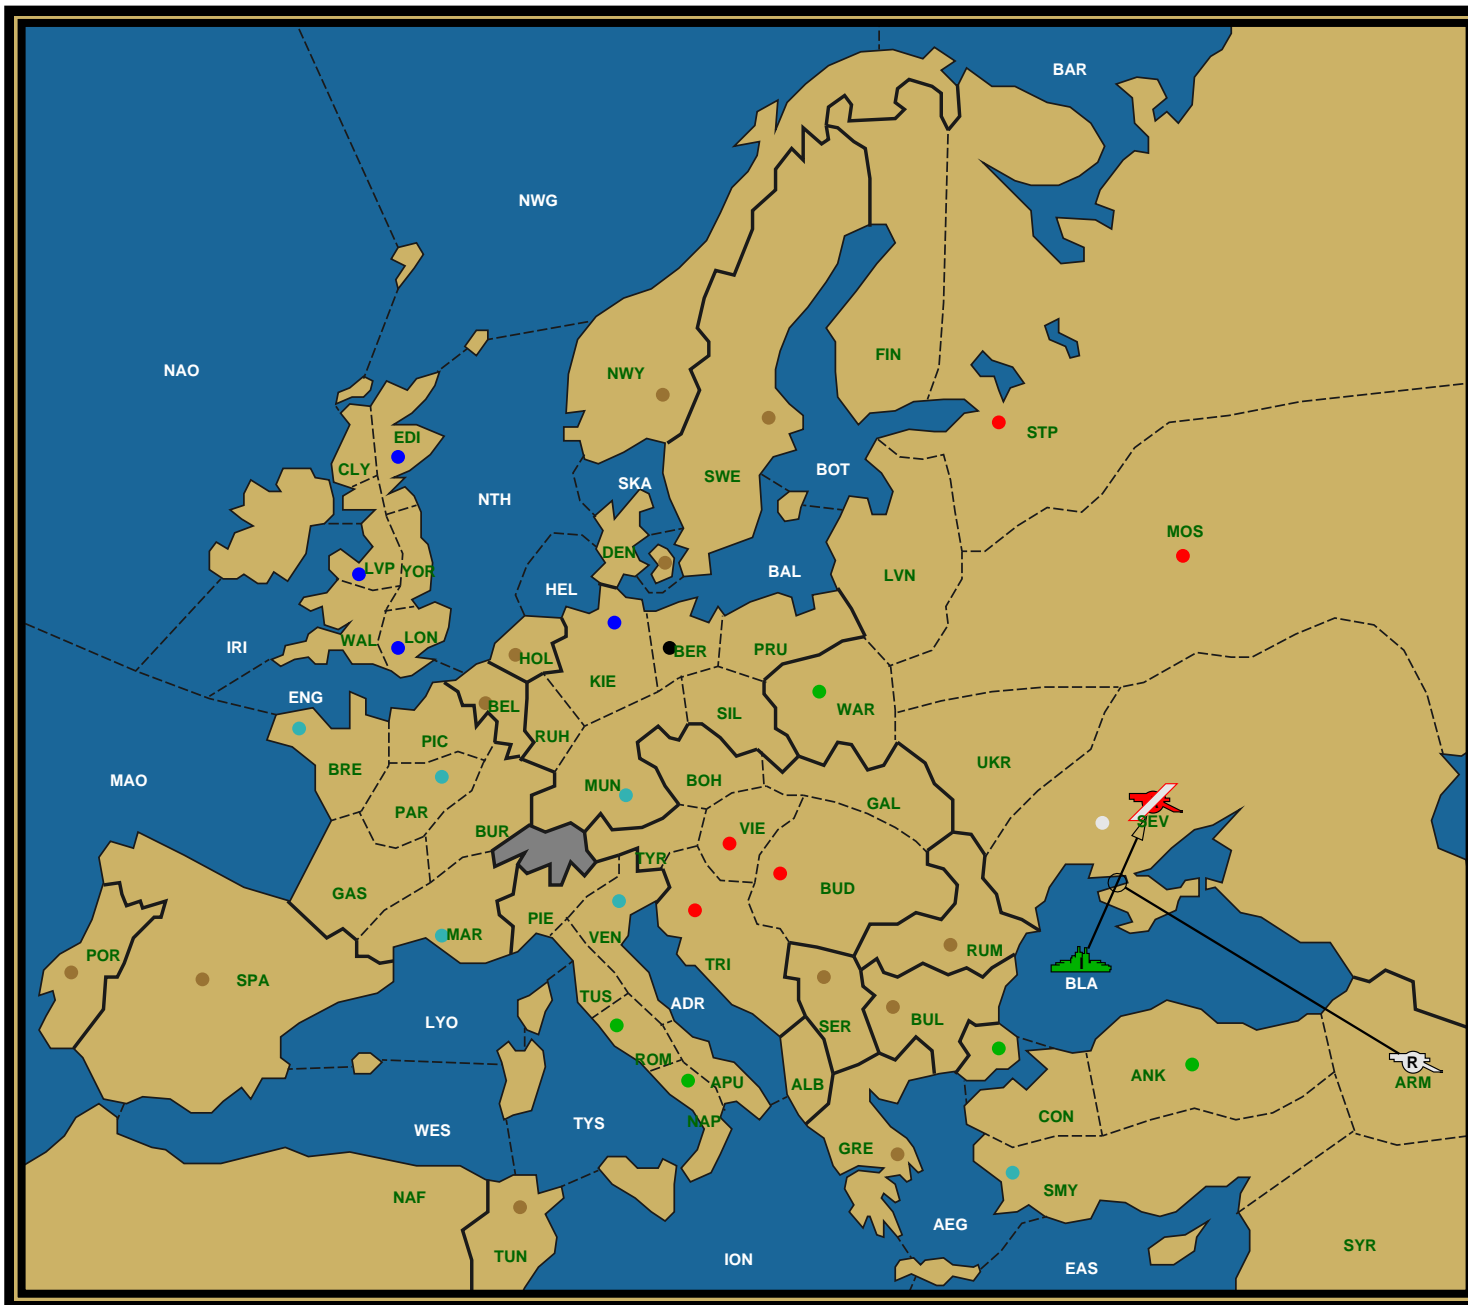 BAR
NWG
NAO
FIN
NWY
STP
EDI
CLY
SKA
BOT
SWE
NTH
MOS
DEN
LVP
YOR
BAL
LVN
HEL
IRI
WAL
LON
HOL
BER
PRU
KIE
ENG
BEL
SIL
WAR
PIC
RUH
BRE
MAO
MUN
BOH
UKR
GAL
PAR
SEV
BUR
VIE
TYR
GAS
BUD
PIE
MAR
VEN
POR
SPA
TRI
RUM
BLA
TUS
ADR
LYO
BUL
SER
ROM
R
ANK
APU
ALB
ARM
NAP
CON
WES
TYS
GRE
NAF
SMY
AEG
SYR
TUN
ION
EAS